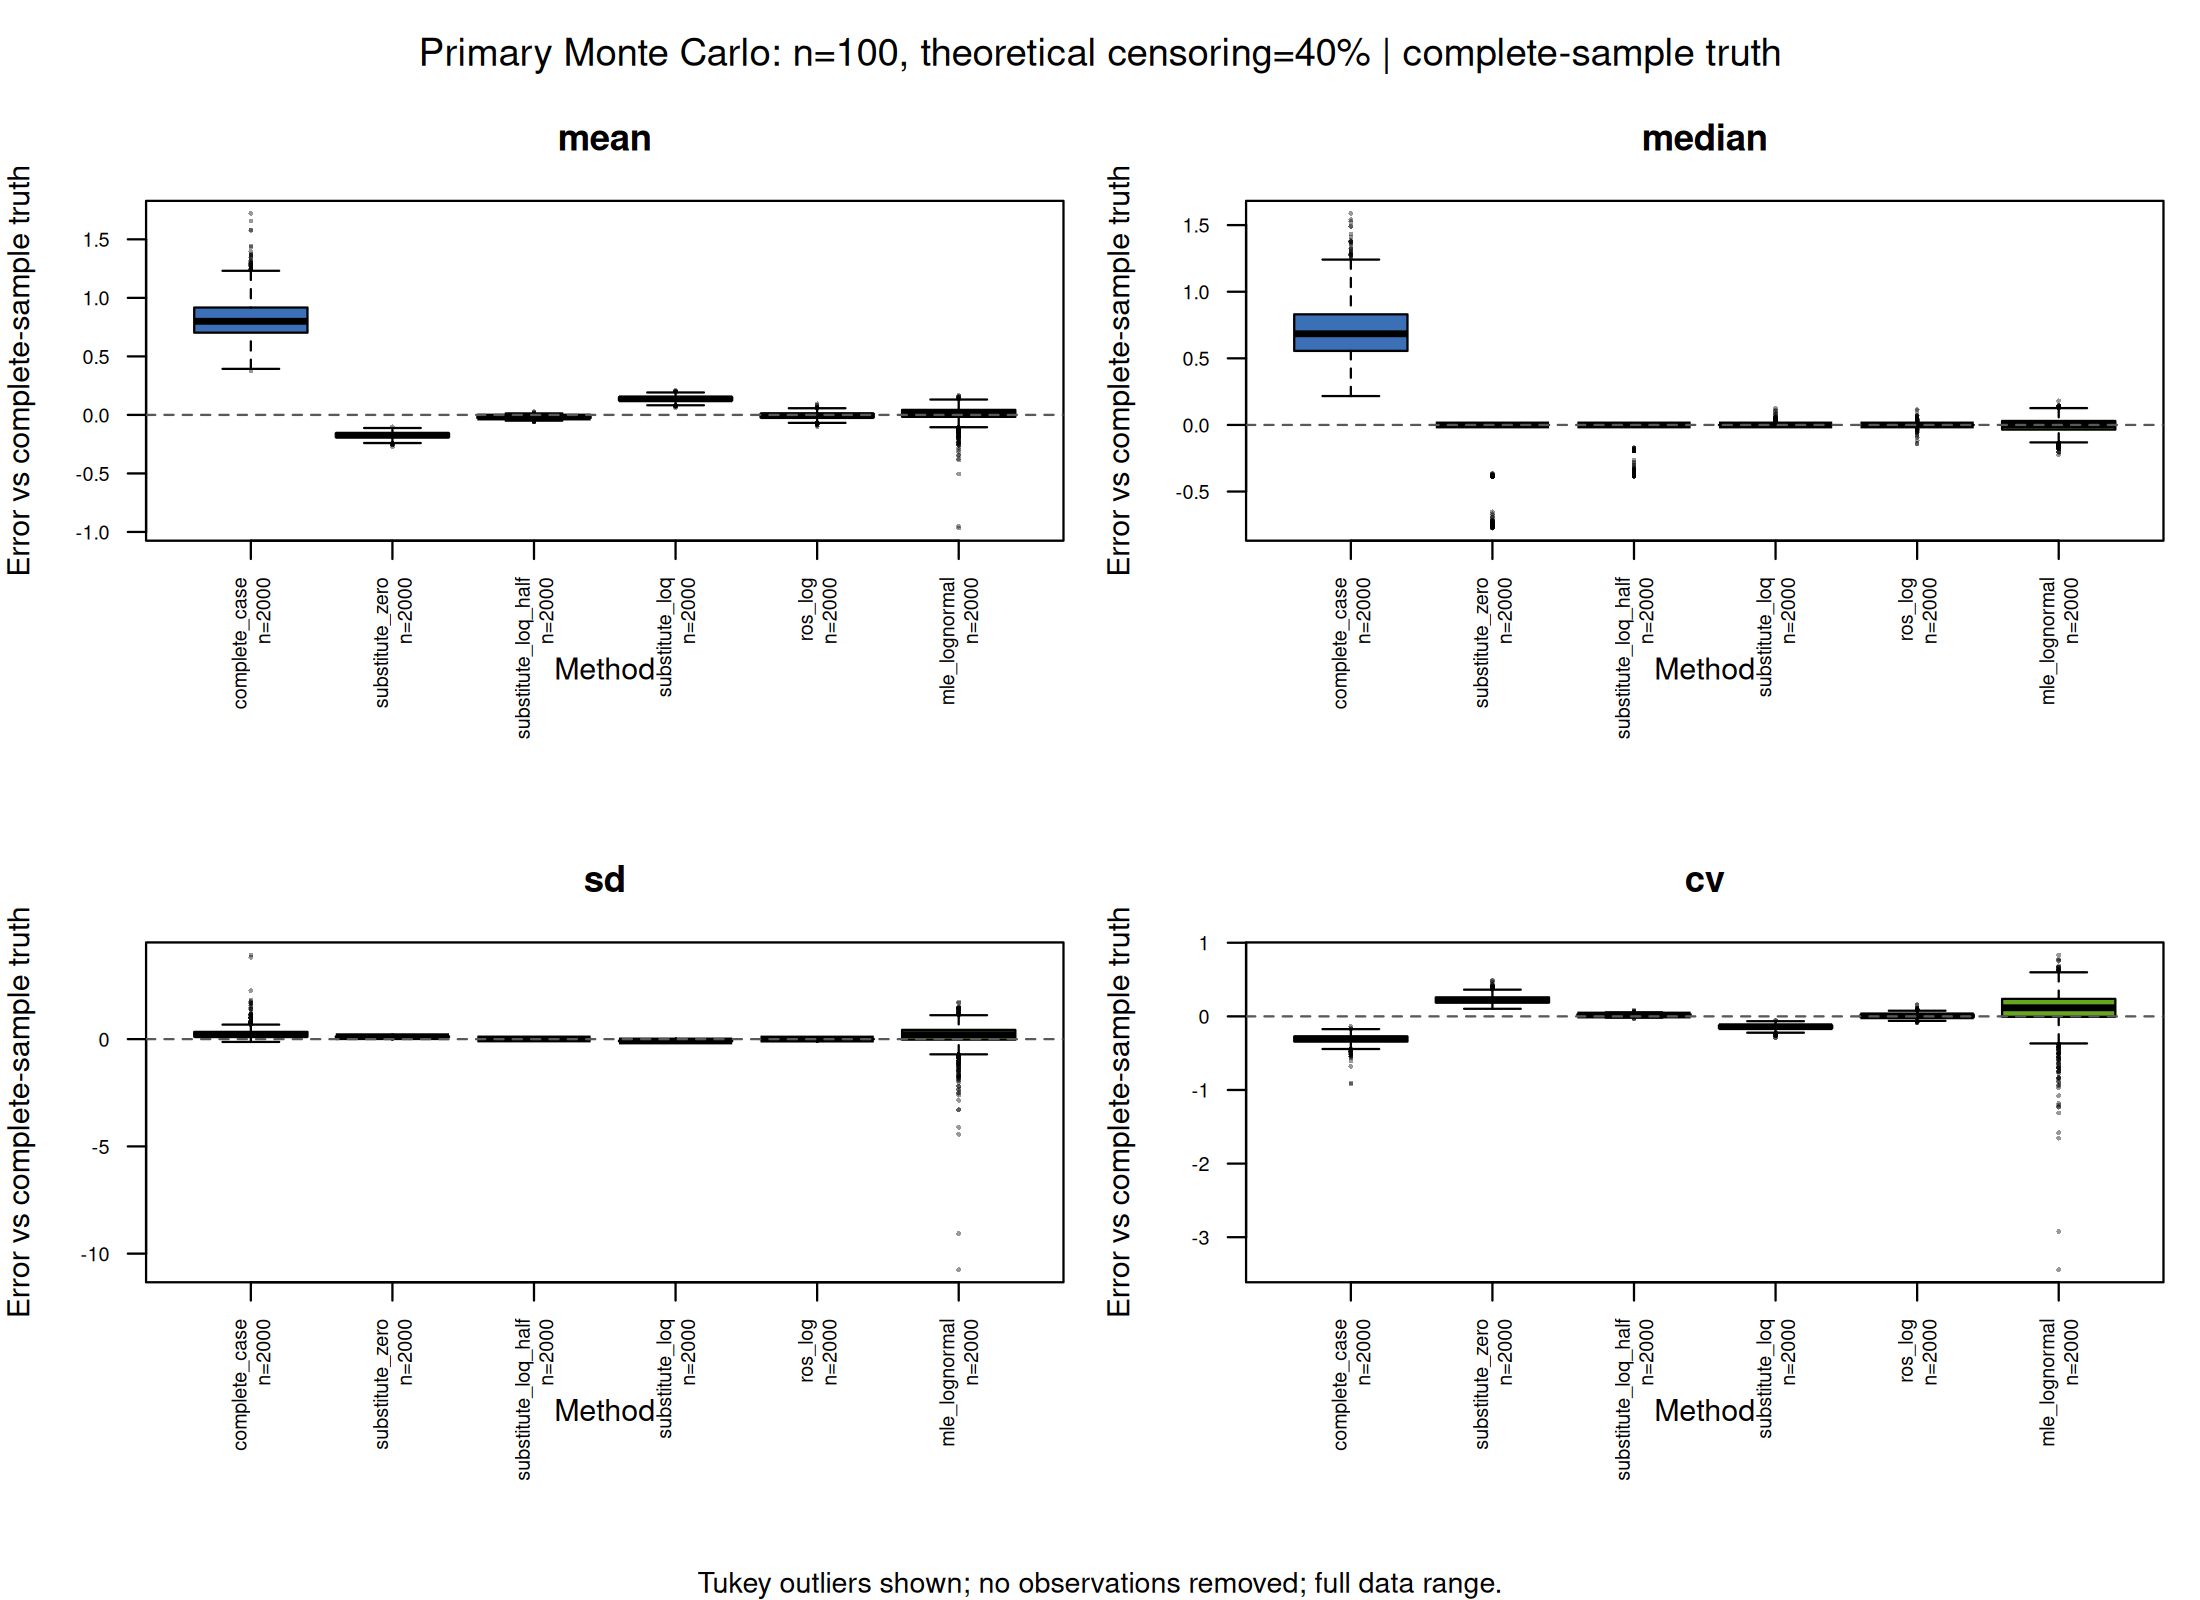 Primary Monte Carlo: n=100, theoretical censoring=40% | complete-sample truth
mean
Error vs complete-sample truth
1.5
1.0
0.5
0.0
-0.5
-1.0
complete_case
n=2000
substitute_zero
n=2000
substitute_loq_half
n=2000
substitute_loq
n=2000
ros_log
n=2000
mle_lognormal
n=2000
Method
median
Error vs complete-sample truth
1.5
1.0
0.5
0.0
-0.5
complete_case
n=2000
substitute_zero
n=2000
substitute_loq_half
n=2000
substitute_loq
n=2000
ros_log
n=2000
mle_lognormal
n=2000
Method
sd
Error vs complete-sample truth
0
-5
-10
complete_case
n=2000
substitute_zero
n=2000
substitute_loq_half
n=2000
substitute_loq
n=2000
ros_log
n=2000
mle_lognormal
n=2000
Method
cv
Error vs complete-sample truth
1
0
-1
-2
-3
complete_case
n=2000
substitute_zero
n=2000
substitute_loq_half
n=2000
substitute_loq
n=2000
ros_log
n=2000
mle_lognormal
n=2000
Method
Tukey outliers shown; no observations removed; full data range.